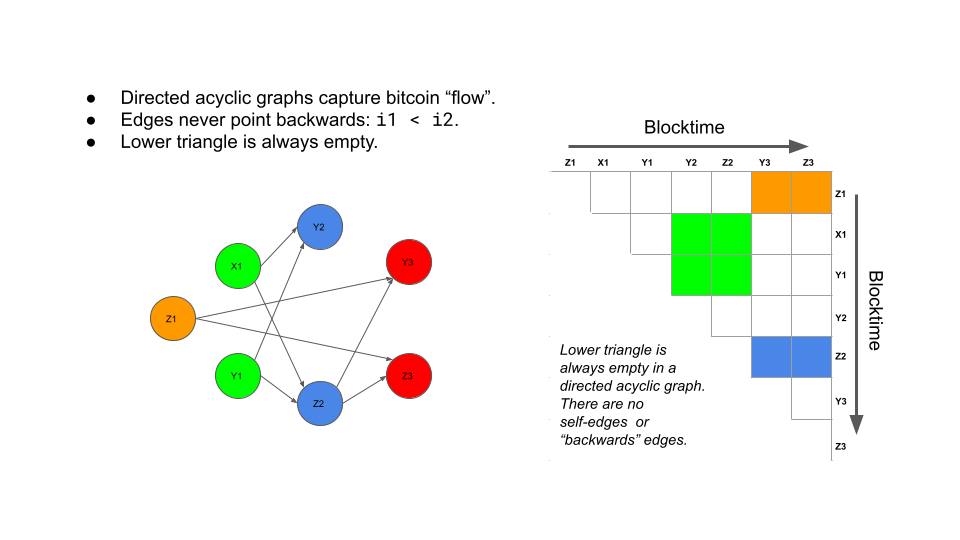 ● Directed acyclic graphs capture bitcoin “flow”.
● Edges never point backwards: i1 < i2.
● Lower triangle is always empty.
Blocktime
Z1 X1 Y1 Y2 Z2 Y3 Z3
Z1
X1
Y1
Y2
Z2
Y3
Z3
Blocktime
Y2
X1
Y3
Z1
Y1
Z3
Z2
Lower triangle is
always empty in a
directed acyclic graph.
There are no
self-edges or
“backwards” edges.